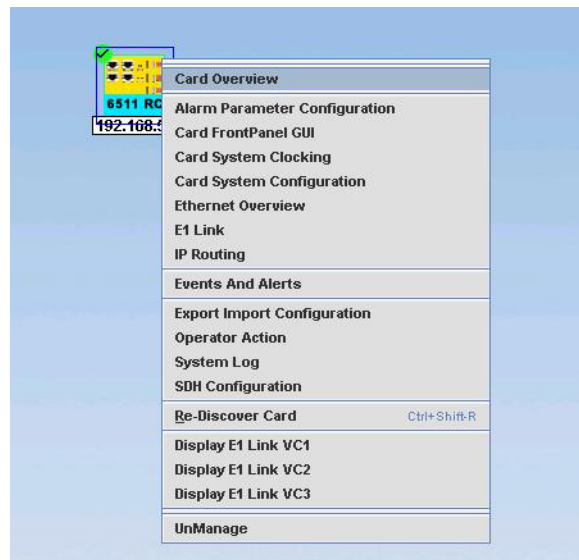 6511 RC
192.168.5
Card Overview
Alarm Parameter Configuration
Card FrontPanel GUI
Card System Clocking
Card System Configuration
Ethernet Overview
E1 Link
IP Routing
Events And Alerts
Export Import Configuration
Operator Action
System Log
SDH Configuration
Re-Discover Card Ctrl+Shift-R
Display E1 Link VC1
Display E1 Link VC2
Display E1 Link VC3
UnManage